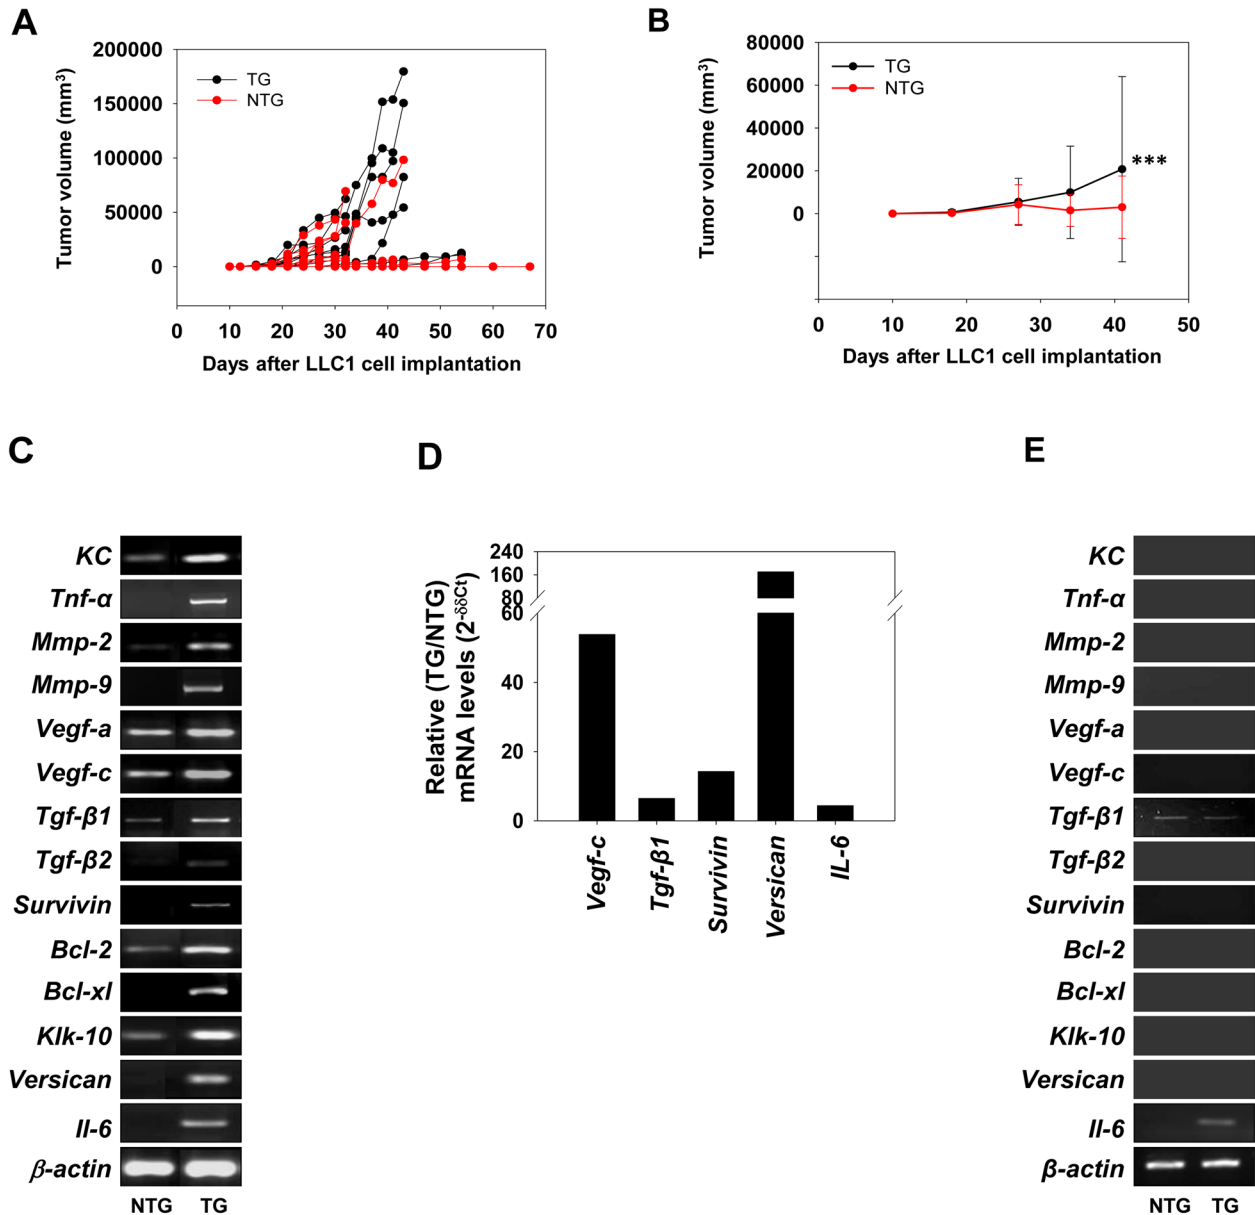 A
200000
150000
100000
50000
0
Tumor volume (mm³)
TG
NTG
0 10 20 30 40 50 60 70
Days after LLC1 cell implantation
B
80000
60000
40000
20000
0
Tumor volume (mm³)
TG
NTG
***
0 10 20 30 40 50
Days after LLC1 cell implantation
C
KC
Tnf-α
Mmp-2
Mmp-9
Vegf-a
Vegf-c
Tgf-β1
Tgf-β2
Survivin
Bcl-2
Bcl-xl
Klk-10
Versican
Il-6
β-actin
NTG TG
D
240
160
80
60
40
20
0
Relative (TG/NTG)
mRNA levels (2^-δδCt)
Vegf-c
Tgf-β1
Survivin
Versican
IL-6
E
KC
Tnf-α
Mmp-2
Mmp-9
Vegf-a
Vegf-c
Tgf-β1
Tgf-β2
Survivin
Bcl-2
Bcl-xl
Klk-10
Versican
Il-6
β-actin
NTG TG